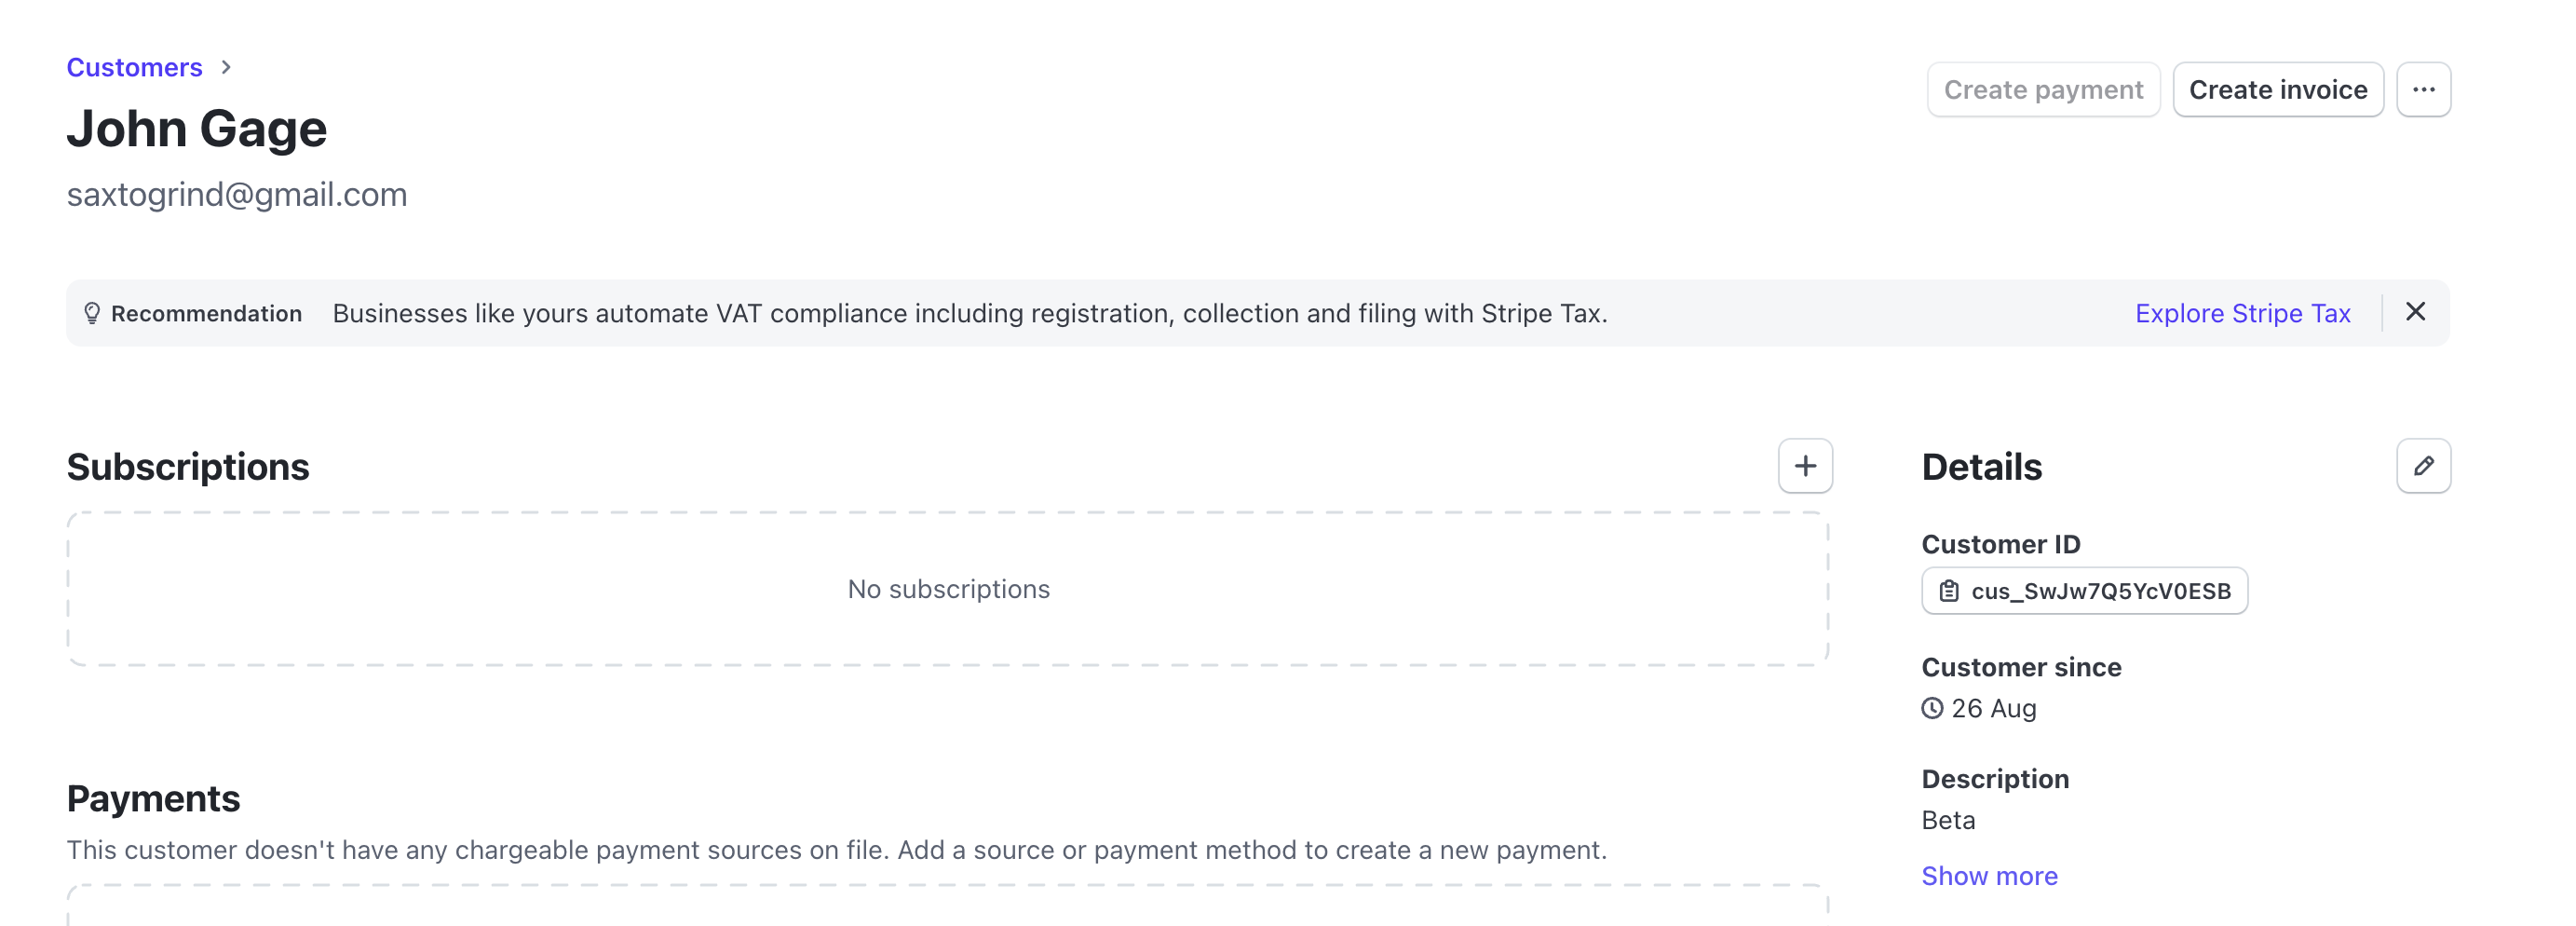 Customers
John Gage
saxtogrind@gmail.com
Create payment
Create invoice
Recommendation Businesses like yours automate VAT compliance including registration, collection and filing with Stripe Tax.
Explore Stripe Tax
Subscriptions
No subscriptions
Payments
This customer doesn't have any chargeable payment sources on file. Add a source or payment method to create a new payment.
Details
Customer ID
cus_SwJw7Q5YcV0ESB
Customer since
26 Aug
Description
Beta
Show more